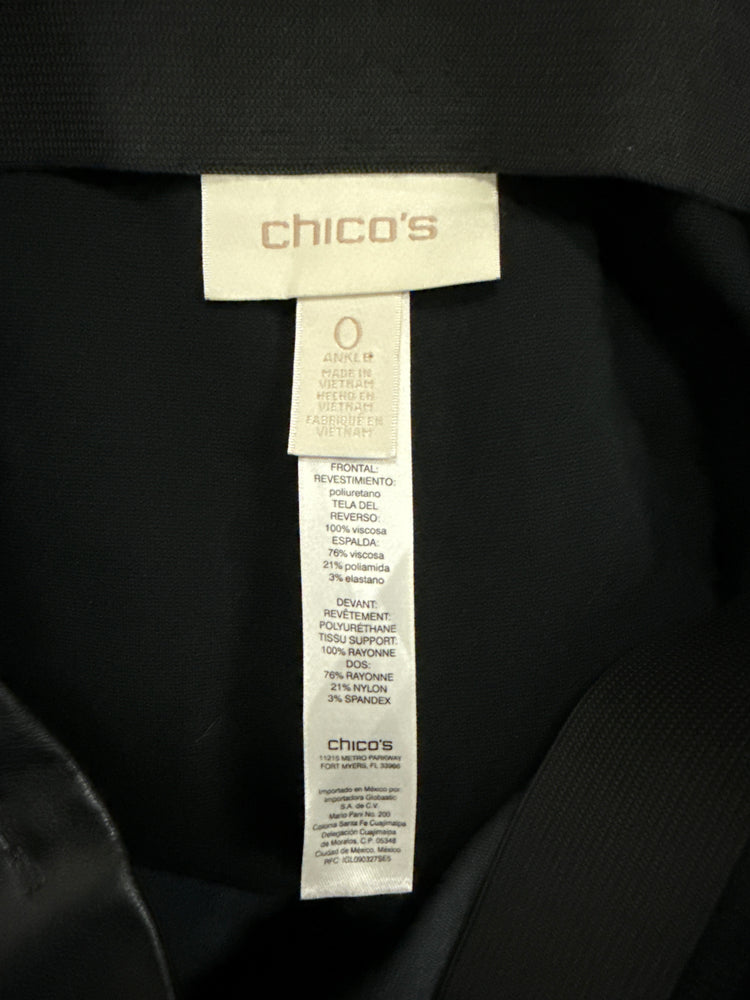 chico's
0
ANKLE
MADE IN
VIETNAM
HECHO EN
VIETNAM
FABRIQUÉ EN
VIETNAM
FRONTAL:
REVESTIMIENTO:
poliuretano
TELA DEL
REVERSO:
100% viscosa
ESPALDA:
76% viscosa
21% poliamida
3% elastano
DEVANT:
REVÊTEMENT:
POLYURÉTHANE
TISSU SUPPORT:
100% RAYONNE
DOS:
76% RAYONNE
21% NYLON
3% SPANDEX
chico's
11215 METRO PARKWAY
FORT MYERS, FL 33966
Importado en México por:
Importadora Globastic
S.A. de C.V.
Mario Pani No. 200
Colonia Santa Fe Cuajimalpa
Delegación Cuajimalpa
de Morelos, C.P. 05348
Ciudad de México, México
RFC: IGL090327SE5